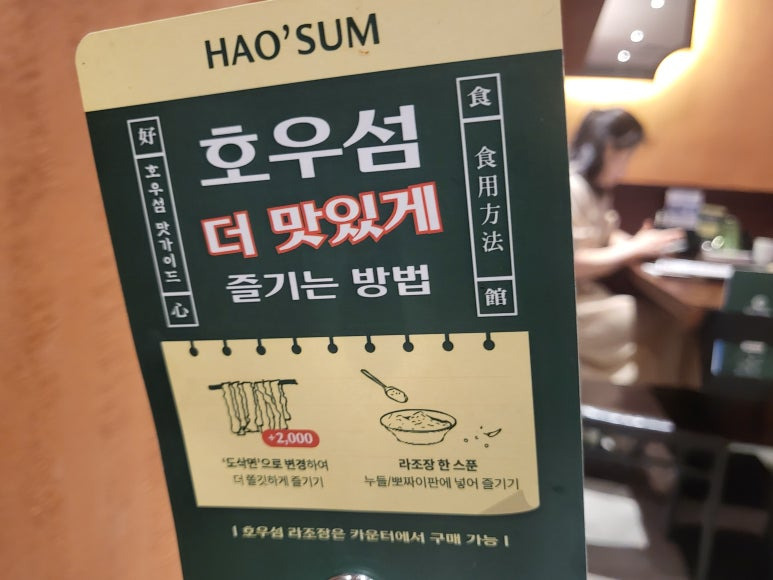 HAO'SUM
好 호우섬 맛가이드 心
호우섬
더 맛있게
즐기는 방법
食 食用方法 館
+2,000
'도삭면'으로 변경하여
더 쫄깃하게 즐기기
라조장 한 스푼
누들/뽀짜이판에 넣어 즐기기
| 호우섬 라조장은 카운터에서 구매 가능 |